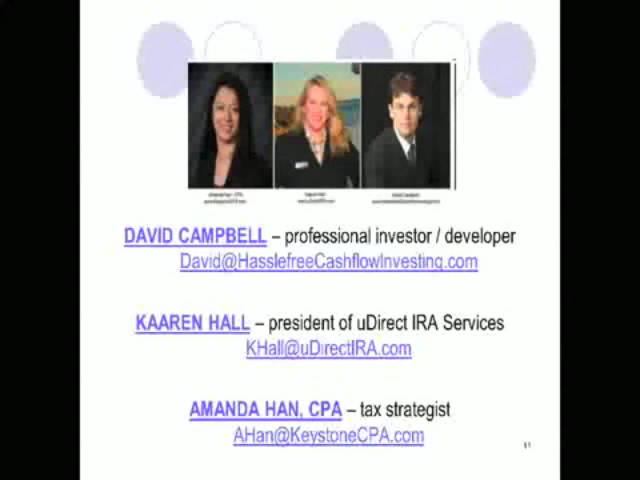 DAVID CAMPBELL – professional investor / developer
David@HasslefreeCashflowInvesting.com
KAAREN HALL – president of uDirect IRA Services
KHall@uDirectIRA.com
AMANDA HAN, CPA – tax strategist
AHan@KeystoneCPA.com